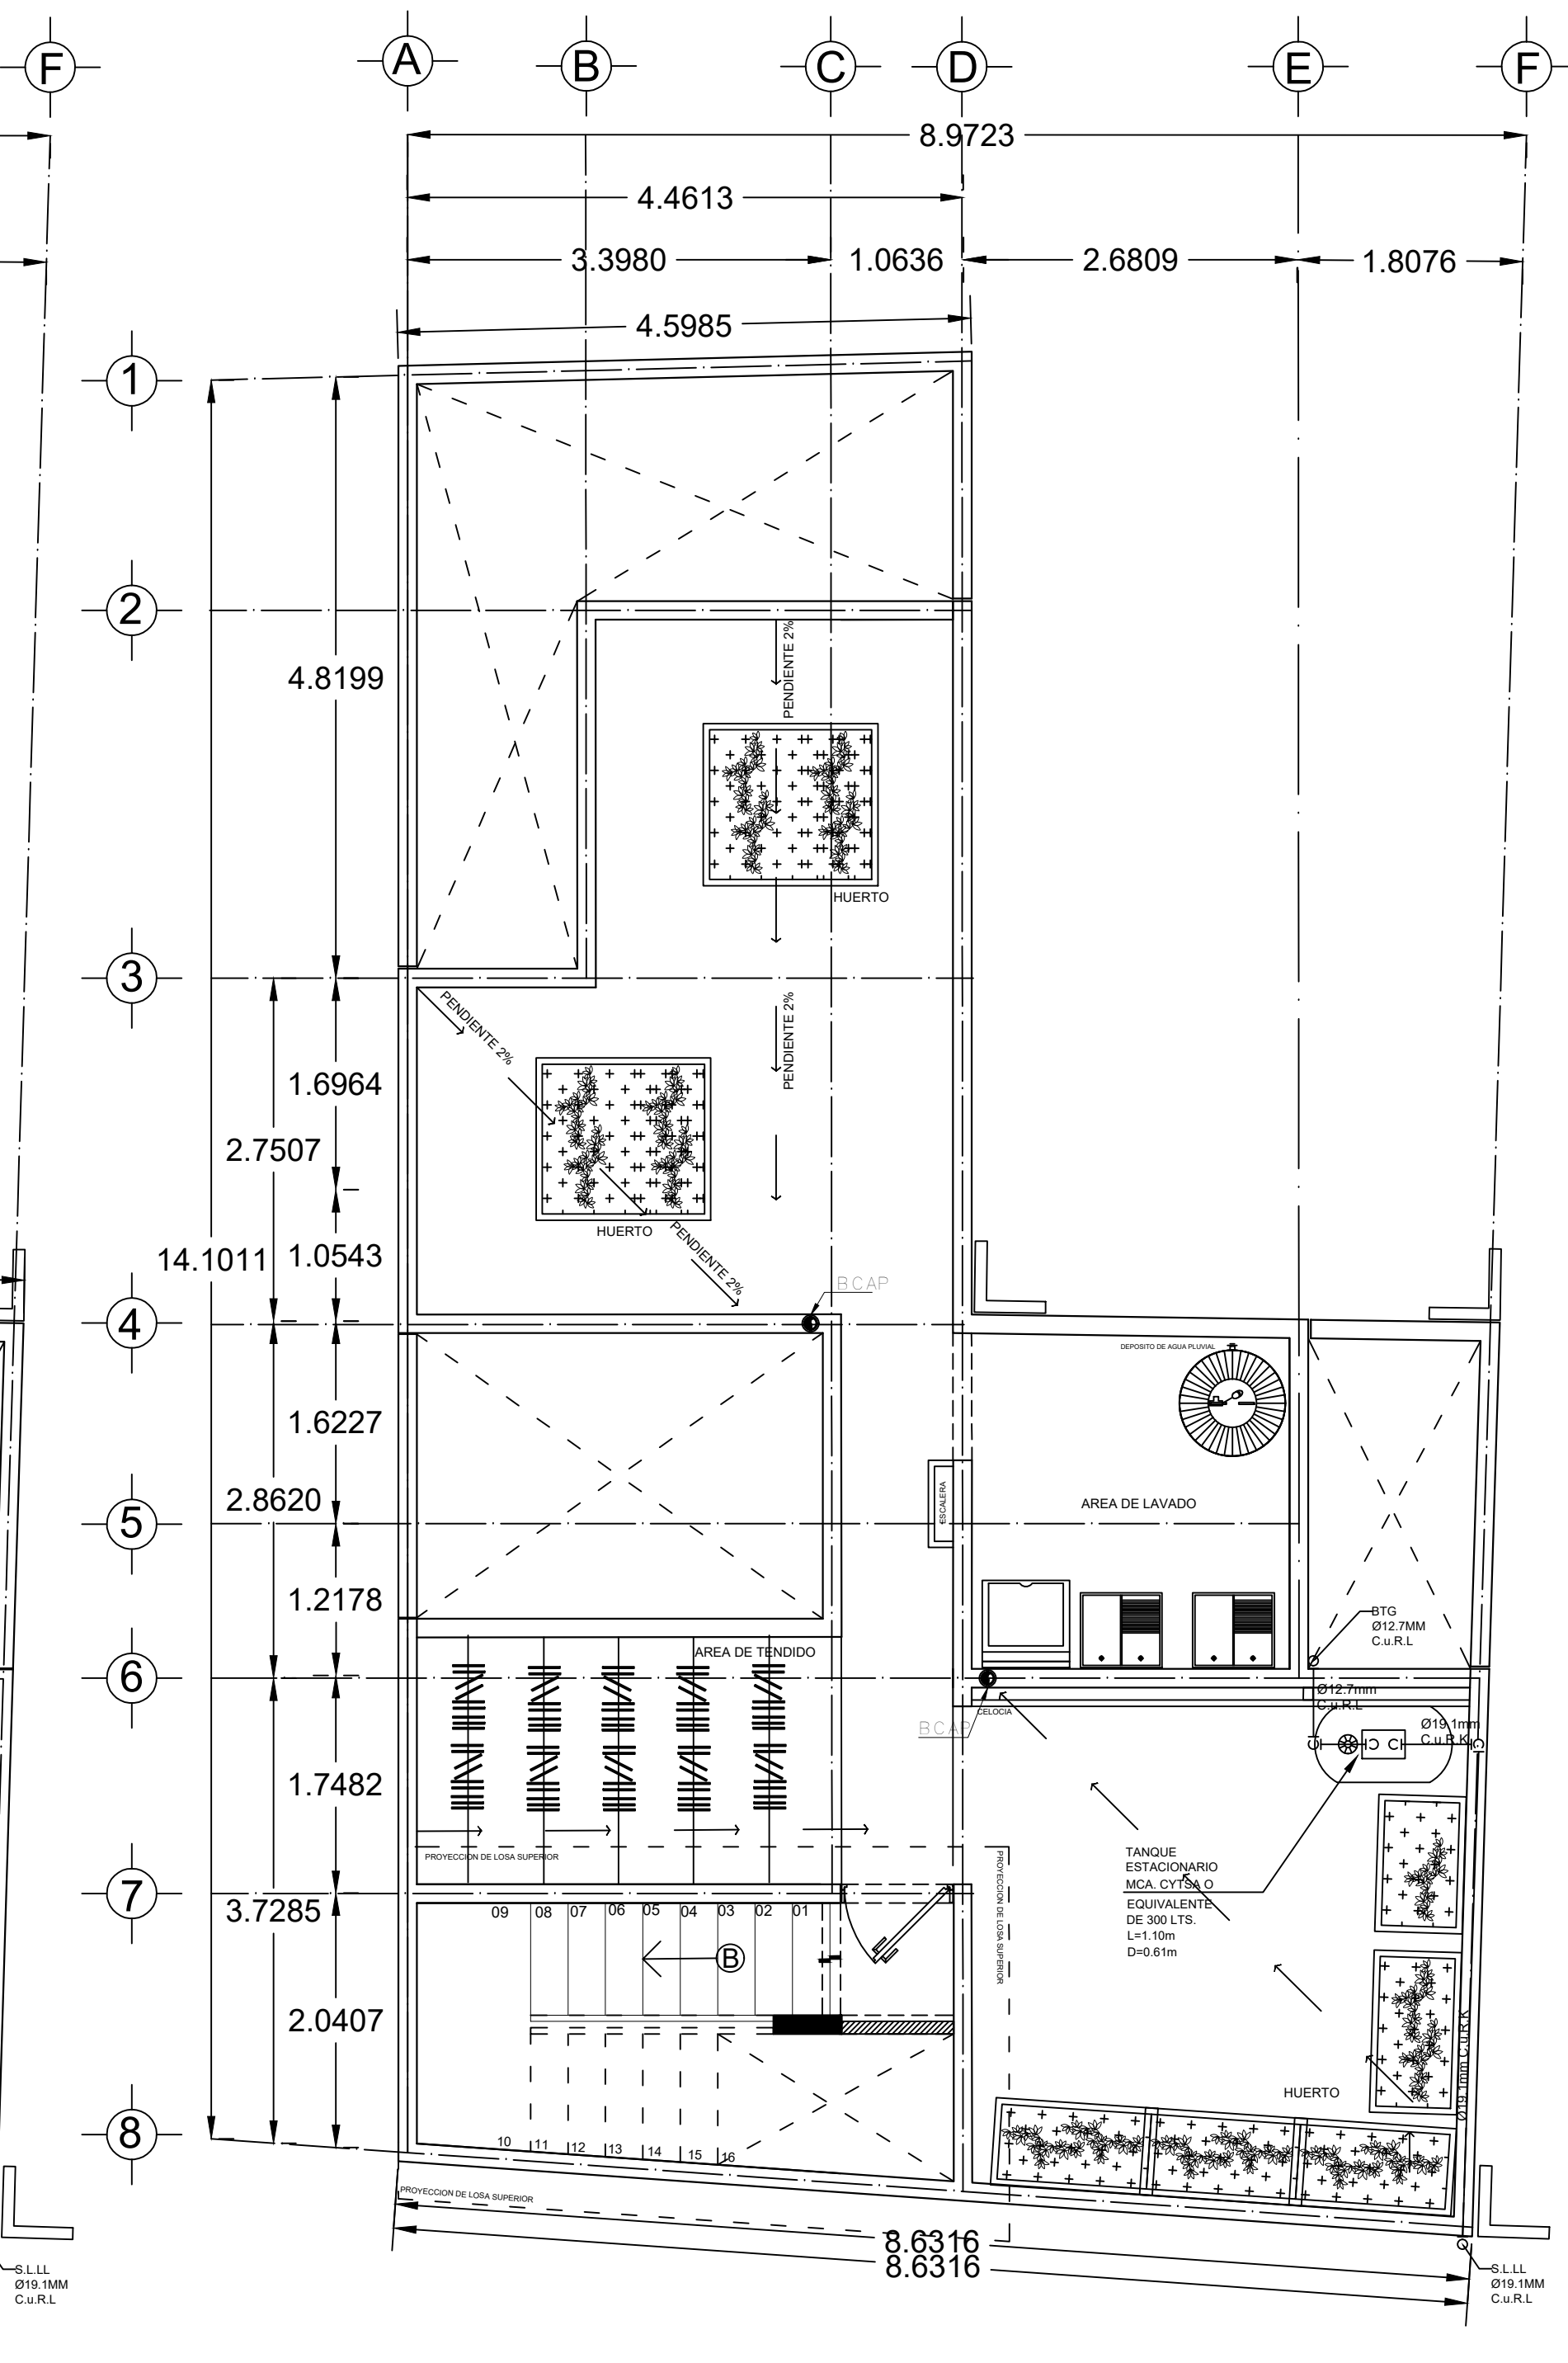 F
A
B
C
D
E
F
8.9723
4.4613
3.3980
1.0636
2.6809
1.8076
4.5985
1
2
4.8199
PENDIENTE 2%
HUERTO
3
PENDIENTE 2%
PENDIENTE 2%
1.6964
2.7507
HUERTO
PENDIENTE 2%
14.1011
1.0543
BCAP
4
DEPOSITO DE AGUA PLUVIAL
1.6227
2.8620
ESCALERA
AREA DE LAVADO
5
1.2178
BTG
Ø12.7MM
C.u.R.L
AREA DE TENDIDO
6
Ø12.7mm
C.u.R.L
CELOCIA
BCAP
Ø19.1mm
C.u.R.K
1.7482
PROYECCION DE LOSA SUPERIOR
PROYECCION DE LOSA SUPERIOR
TANQUE
ESTACIONARIO
MCA. CYTSA O
EQUIVALENTE
DE 300 LTS.
L=1.10m
D=0.61m
7
3.7285
09
08
07
06
05
04
03
02
01
B
2.0407
Ø19.1mm C.u.R.K
HUERTO
8
10
11
12
13
14
15
16
PROYECCION DE LOSA SUPERIOR
8.6316
8.6316
S.L.LL
Ø19.1MM
C.u.R.L
S.L.LL
Ø19.1MM
C.u.R.L